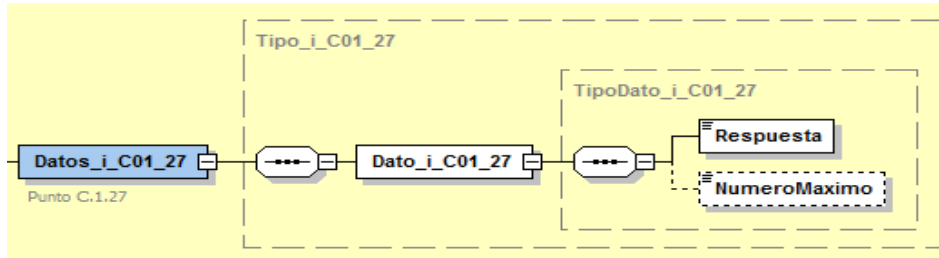 Tipo_i_C01_27
TipoDato_i_C01_27
Respuesta
Datos_i_C01_27
Dato_i_C01_27
NumeroMaximo
Punto C.1.27